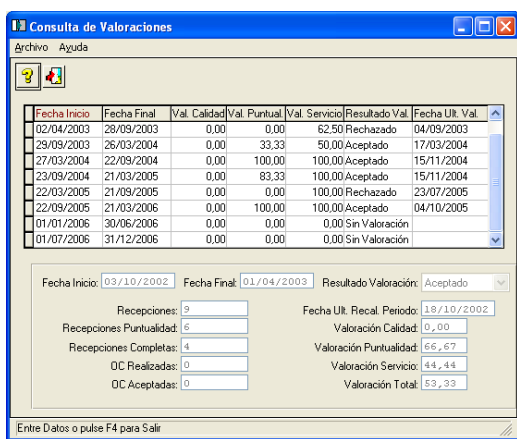 Consulta de Valoraciones
Archivo Ayuda
Fecha Inicio Fecha Final Val. Calidad Val. Puntual. Val. Servicio Resultado Val. Fecha Ult. Val.
02/04/2003 28/09/2003 0,00 0,00 62,50 Rechazado 04/09/2003
29/09/2003 26/03/2004 0,00 33,33 50,00 Aceptado 17/03/2004
27/03/2004 22/09/2004 0,00 100,00 100,00 Aceptado 15/11/2004
23/09/2004 21/03/2005 0,00 83,33 100,00 Aceptado 15/11/2004
22/03/2005 21/09/2005 0,00 0,00 100,00 Rechazado 23/07/2005
22/09/2005 21/03/2006 0,00 100,00 100,00 Aceptado 04/10/2005
01/01/2006 30/06/2006 0,00 0,00 0,00 Sin Valoración
01/07/2006 31/12/2006 0,00 0,00 0,00 Sin Valoración
Fecha Inicio: 03/10/2002 Fecha Final: 01/04/2003 Resultado Valoración: Aceptado
Recepciones: 9 Fecha Ult. Recal. Periodo: 18/10/2002
Recepciones Puntualidad: 6 Valoración Calidad: 0,00
Recepciones Completas: 4 Valoración Puntualidad: 66,67
OC Realizadas: 0 Valoración Servicio: 44,44
OC Aceptadas: 0 Valoración Total: 53,33
Entre Datos o pulse F4 para Salir